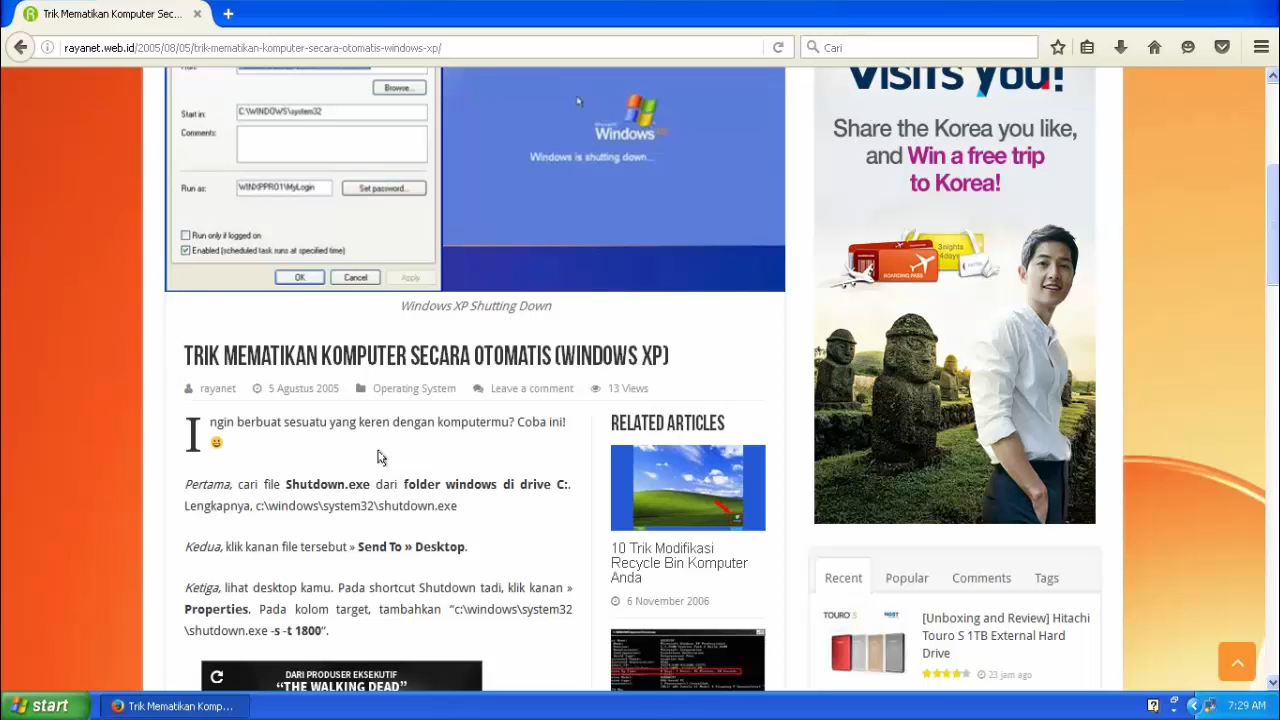 Trik Mematikan Komputer Sec...
rayanet.web.id/2005/08/05/trik-mematikan-komputer-secara-otomatis-windows-xp/
Cari
Browse...
Start in:
C:\WINDOWS\system32
Comments:
Run as:
WINXPPRO1\MyLogin
Set password...
Run only if logged on
Enabled (scheduled task runs at specified time)
OK
Cancel
Apply
Microsoft
Windows XP
Windows is shutting down...
Windows XP Shutting Down
TRIK MEMATIKAN KOMPUTER SECARA OTOMATIS (WINDOWS XP)
rayanet
5 Agustus 2005
Operating System
Leave a comment
13 Views
Ingin berbuat sesuatu yang keren dengan komputermu? Coba ini!
Pertama, cari file Shutdown.exe dari folder windows di drive C:.
Lengkapnya, c:\windows\system32\shutdown.exe
Kedua, klik kanan file tersebut » Send To » Desktop.
Ketiga, lihat desktop kamu. Pada shortcut Shutdown tadi, klik kanan »
Properties. Pada kolom target, tambahkan “c:\windows\system32
\shutdown.exe -s -t 1800”.
DARI PRODUSER EKSEKUTIF
"THE WALKING DEAD"
RELATED ARTICLES
10 Trik Modifikasi
Recycle Bin Komputer
Anda
6 November 2006
VISITS you!
Share the Korea you like,
and Win a free trip
to Korea!
3nights
4days
BOARDING PASS
Recent
Popular
Comments
Tags
TOURO S
[Unboxing and Review] Hitachi
Touro S 1TB External Hard
Drive
23 jam ago
start
Trik Mematikan Komp...
7:29 AM